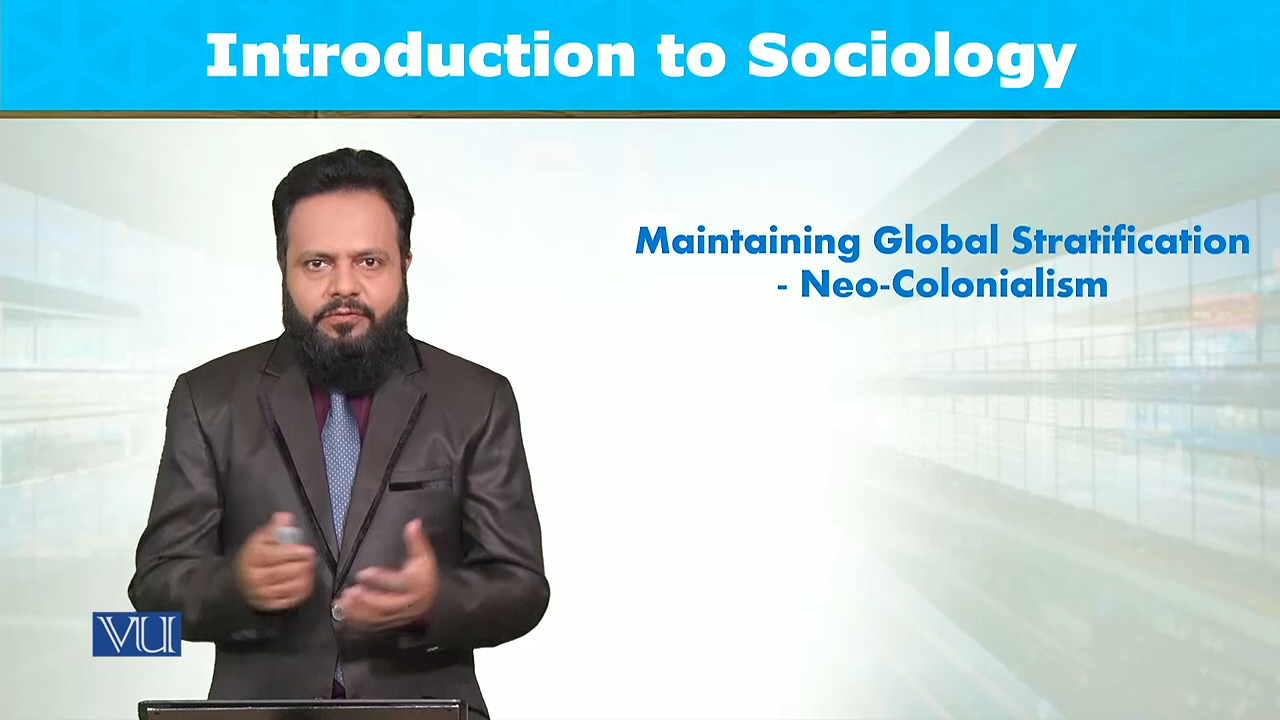 Introduction to Sociology
Maintaining Global Stratification
- Neo-Colonialism
VU